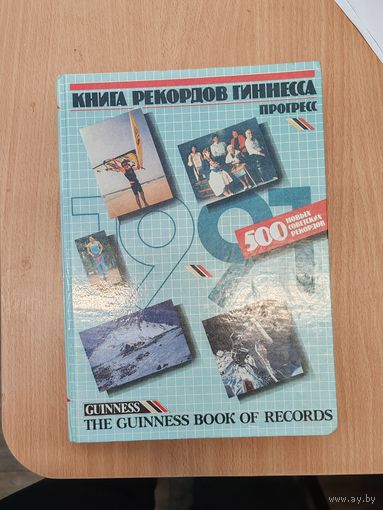 КНИГА РЕКОРДОВ ГИННЕССА
ПРОГРЕСС
1991
500 НОВЫХ СОВЕТСКИХ РЕКОРДОВ
GUINNESS
THE GUINNESS BOOK OF RECORDS
www.ay.by